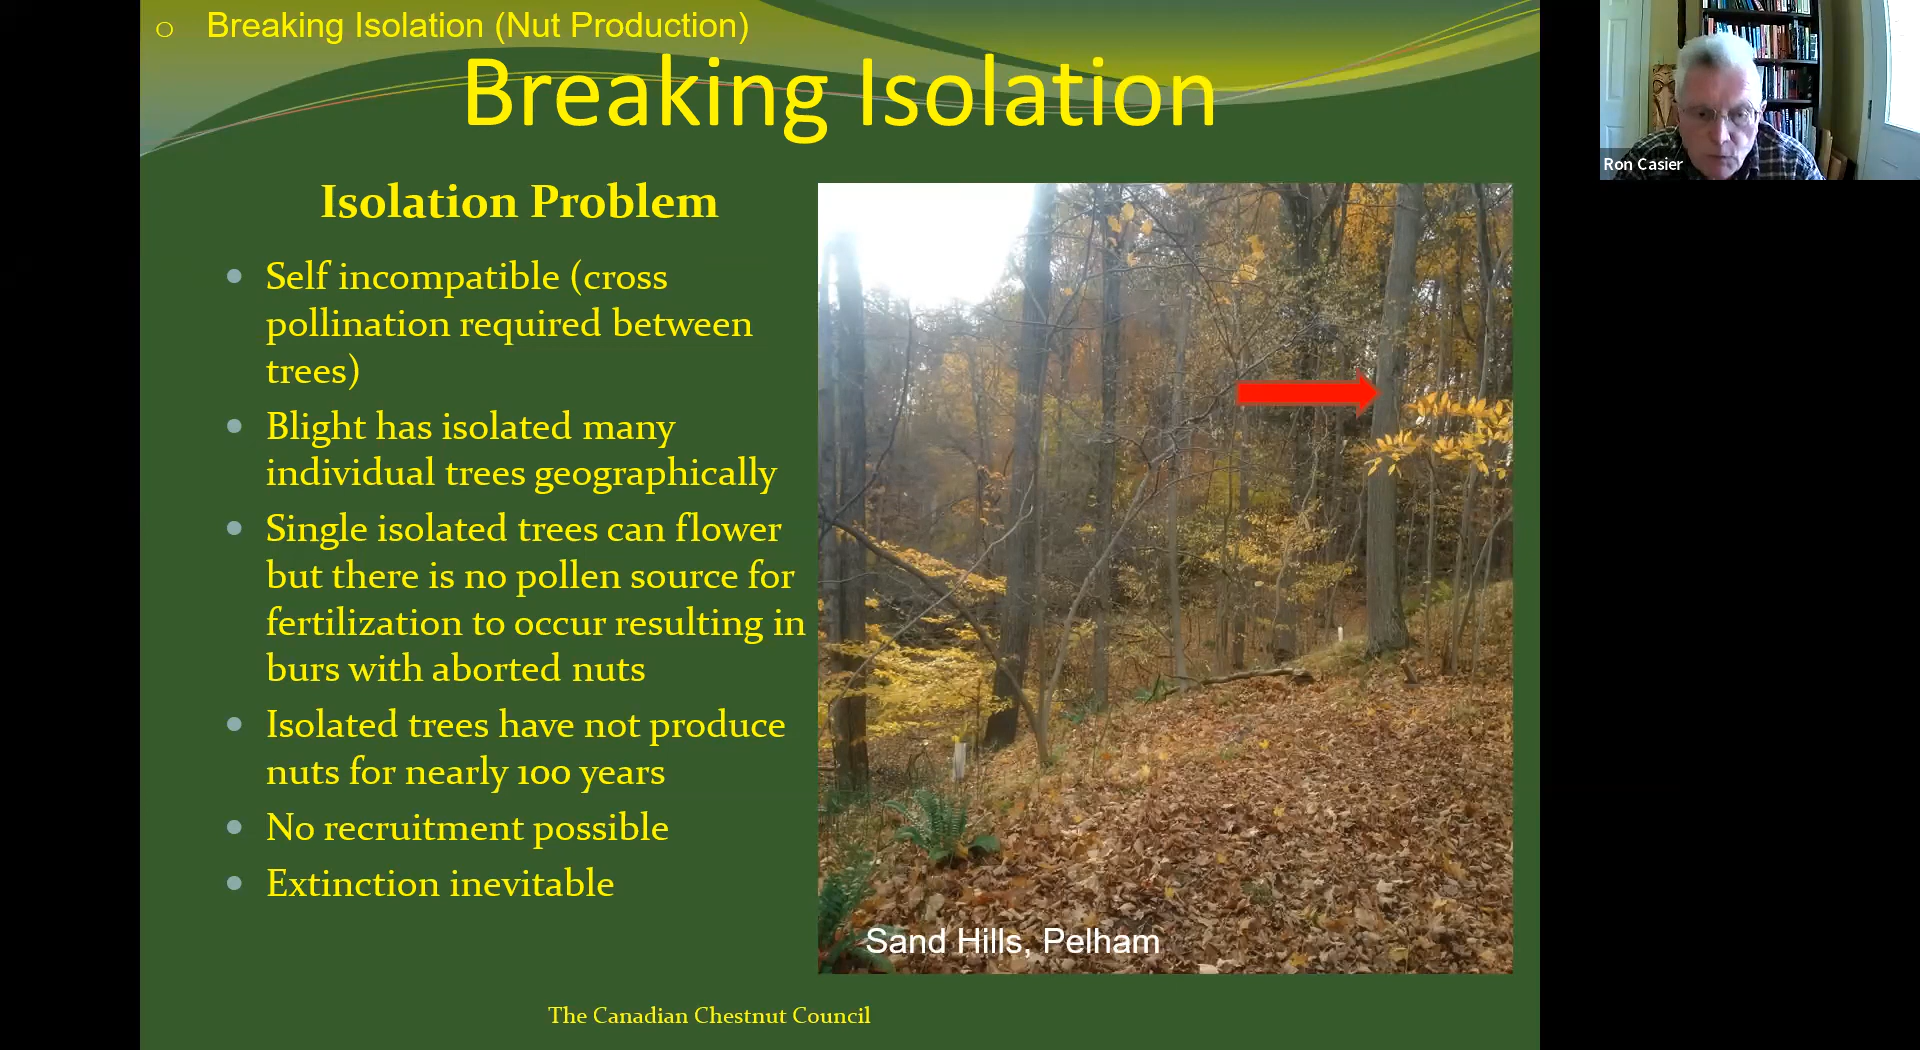 Breaking Isolation (Nut Production)
Breaking Isolation
Isolation Problem
Self incompatible (cross
pollination required between
trees)
Blight has isolated many
individual trees geographically
Single isolated trees can flower
but there is no pollen source for
fertilization to occur resulting in
burs with aborted nuts
Isolated trees have not produce
nuts for nearly 100 years
No recruitment possible
Extinction inevitable
Sand Hills, Pelham
The Canadian Chestnut Council
Ron Casier